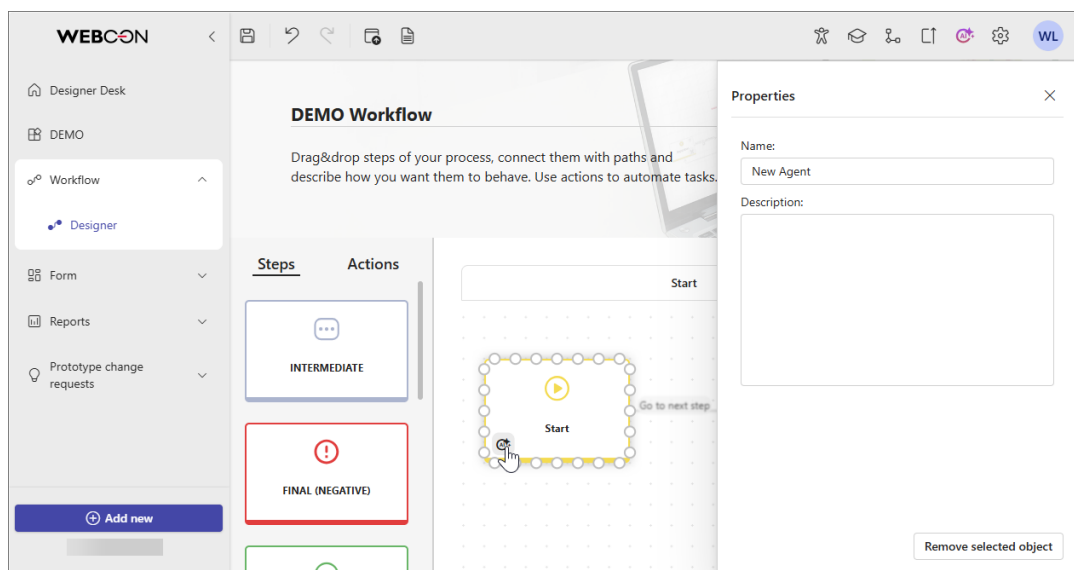 WEBCON
WL
Designer Desk
DEMO
Workflow
Designer
Form
Reports
Prototype change
requests
Add new
DEMO Workflow
Drag&drop steps of your process, connect them with paths and
describe how you want them to behave. Use actions to automate tasks.
Steps
Actions
INTERMEDIATE
FINAL (NEGATIVE)
Start
Start
Go to next step
AI
AI
Properties
Name:
New Agent
Description:
Remove selected object